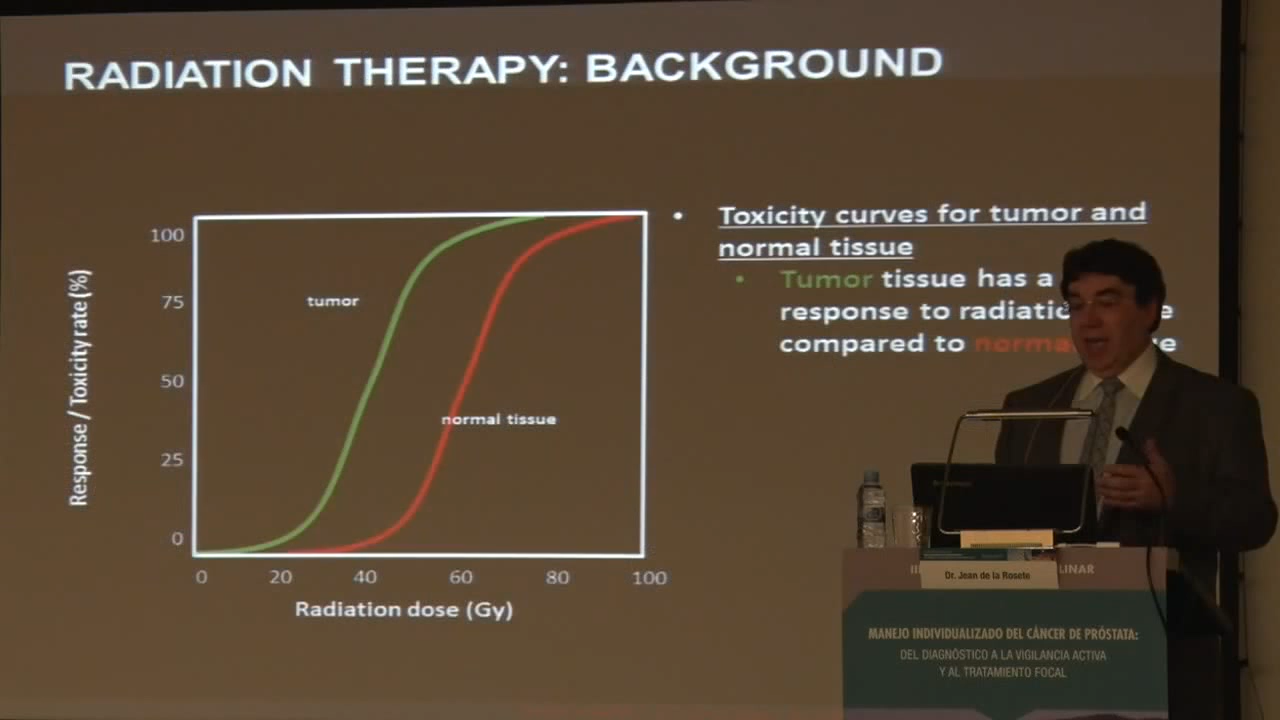 RADIATION THERAPY: BACKGROUND
Response / Toxicity rate (%)
100
75
50
25
0
tumor
normal tissue
0 20 40 60 80 100
Radiation dose (Gy)
• Toxicity curves for tumor and
normal tissue
• Tumor tissue has a
response to
compared to
Dr. Jean de la Rosete
MANEJO INDIVIDUALIZADO DEL CÁNCER DE PRÓSTATA:
DEL DIAGNÓSTICO A LA VIGILANCIA ACTIVA
Y AL TRATAMIENTO FOCAL